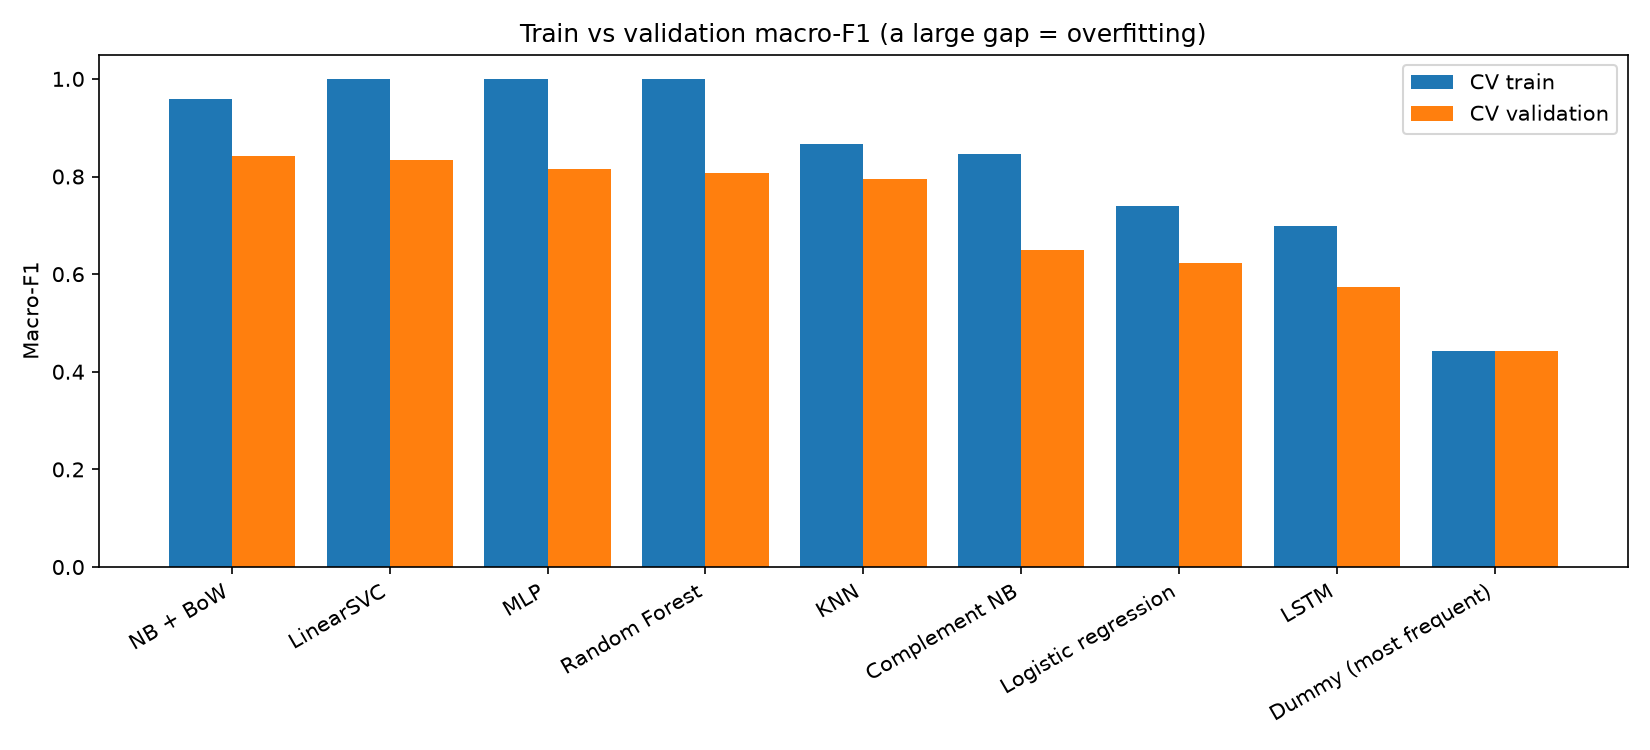 Train vs validation macro-F1 (a large gap = overfitting)
CV train
CV validation
Macro-F1
1.0
0.8
0.6
0.4
0.2
0.0
NB + BoW
LinearSVC
MLP
Random Forest
KNN
Complement NB
Logistic regression
LSTM
Dummy (most frequent)